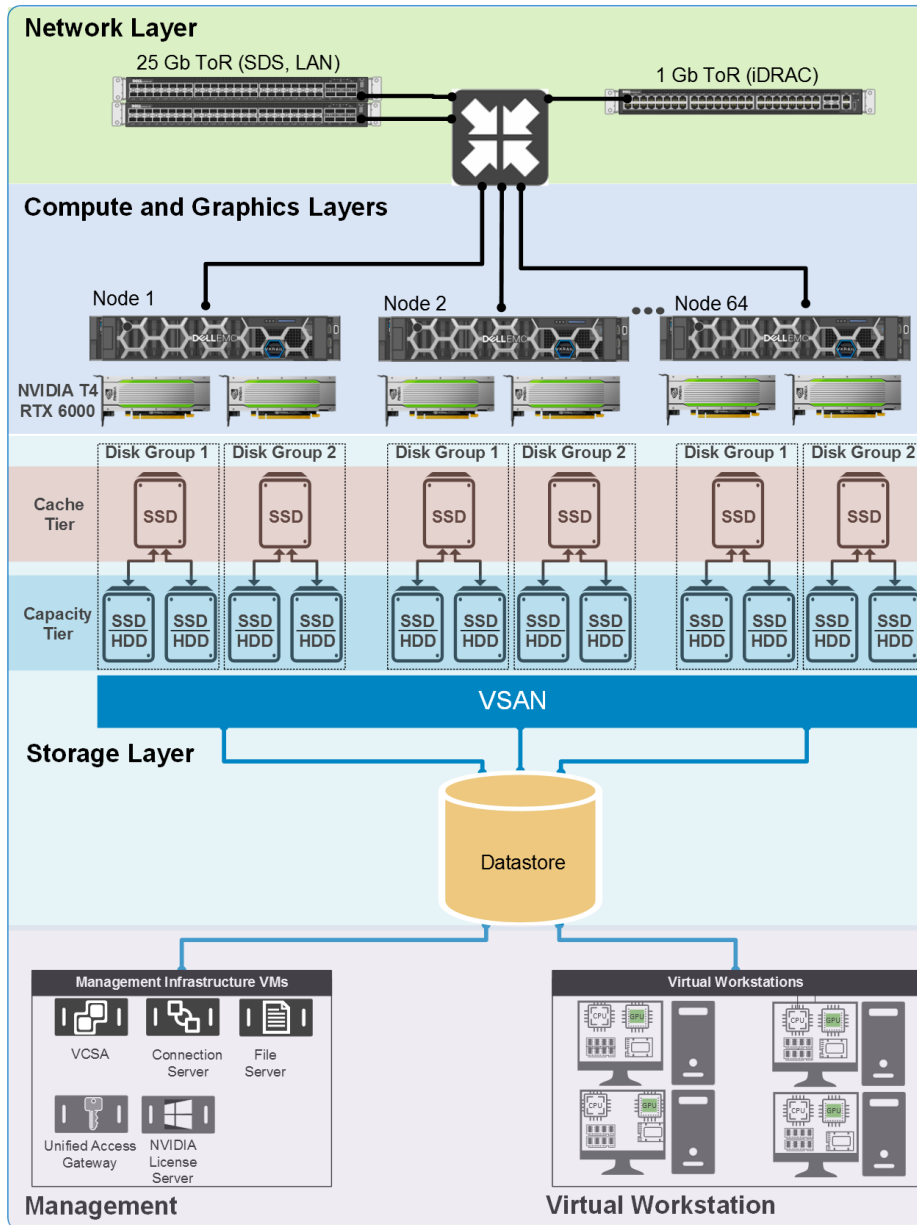 Network Layer
25 Gb ToR (SDS, LAN)
1 Gb ToR (iDRAC)
Compute and Graphics Layers
Node 1
Node 2
Node 64
DELLEMC
DELLEMC
DELLEMC
NVIDIA T4
RTX 6000
Disk Group 1
Disk Group 2
Disk Group 1
Disk Group 2
Disk Group 1
Disk Group 2
Cache
Tier
SSD
SSD
SSD
SSD
SSD
SSD
Capacity
Tier
SSD
HDD
SSD
HDD
SSD
HDD
SSD
HDD
SSD
HDD
SSD
HDD
SSD
HDD
SSD
HDD
SSD
HDD
SSD
HDD
SSD
HDD
SSD
HDD
VSAN
Storage Layer
Datastore
Management Infrastructure VMs
VCSA
Connection
Server
File
Server
Unified Access
Gateway
NVIDIA
License
Server
Management
Virtual Workstations
CPU
GPU
CPU
GPU
CPU
GPU
CPU
GPU
Virtual Workstation